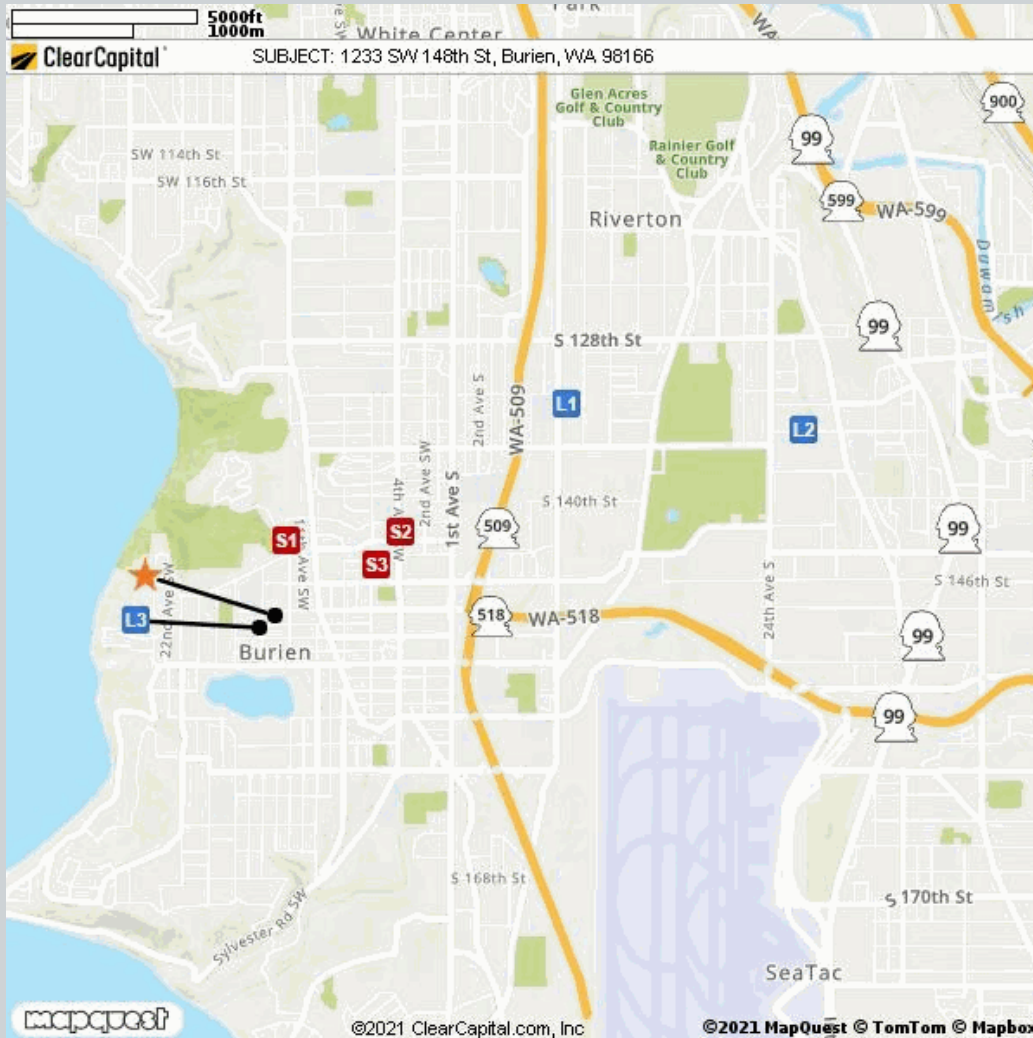 5000ft
1000m
Park
White Center
WA-
ClearCapital
SUBJECT: 1233 SW 148th St, Burien, WA 98166
Glen Acres
Golf & Country
Club
900
99
Rainier Golf
& Country
Club
SW 114th St
SW 116th St
599
WA-599
Riverton
Duwam
ish
99
S 128th St
2nd Ave S
WA-509
L1
L2
2nd Ave SW
1st Ave S
4th A
W
S 140th St
S1
S2
S3
509
99
Ave SW
22nd Ave SW
S 146th St
24th Ave S
L3
518
WA-518
99
Burien
99
S 168th St
S 170th St
Sylvester Rd SW
SeaTac
mapquest
©2021 ClearCapital.com, Inc
©2021 MapQuest © TomTom © Mapbox